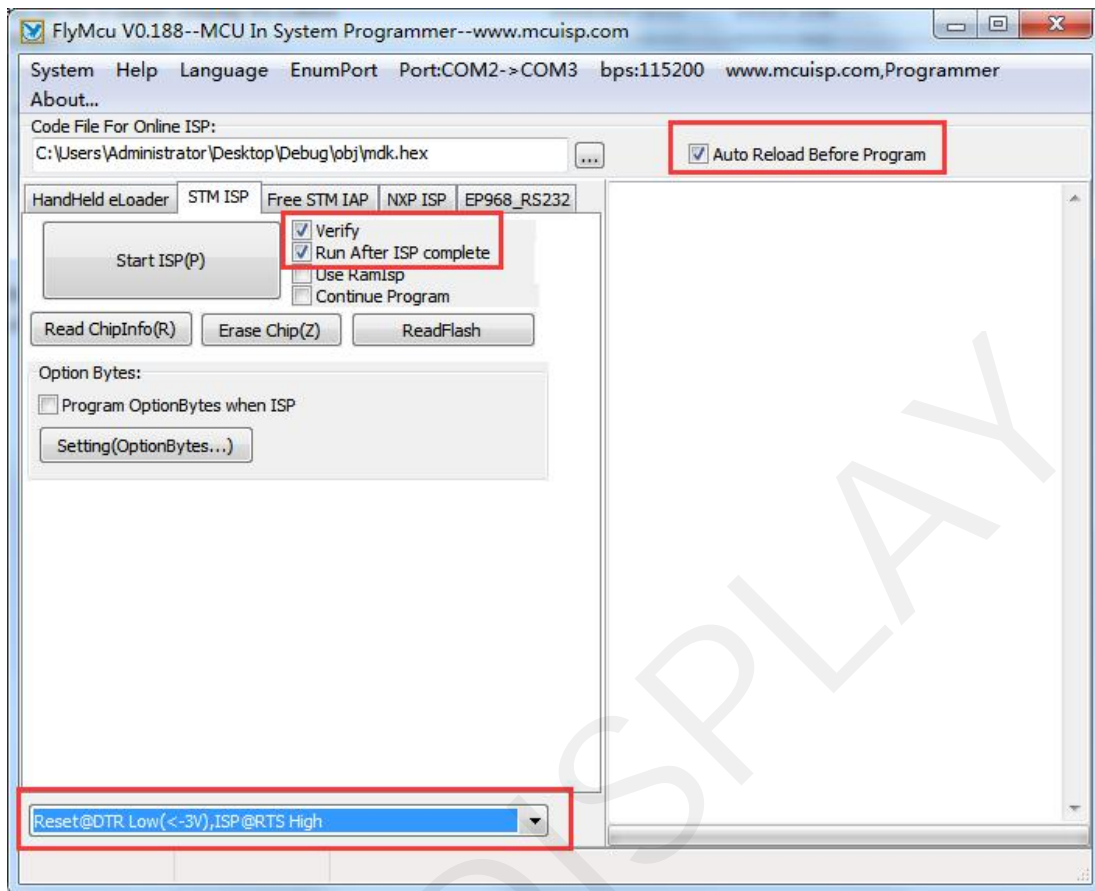 FlyMcu V0.188--MCU In System Programmer--www.mcuisp.com
System Help Language EnumPort Port:COM2->COM3 bps:115200 www.mcuisp.com,Programmer
About...
Code File For Online ISP:
C:\Users\Administrator\Desktop\Debug\obj\mdk.hex
...
Auto Reload Before Program
HandHeld eLoader STM ISP Free STM IAP NXP ISP EP968_RS232
Start ISP(P)
Verify
Run After ISP complete
Use RamIsp
Continue Program
Read ChipInfo(R) Erase Chip(Z) ReadFlash
Option Bytes:
Program OptionBytes when ISP
Setting(OptionBytes...)
Reset@DTR Low(<-3V),ISP@RTS High
ISPLAY